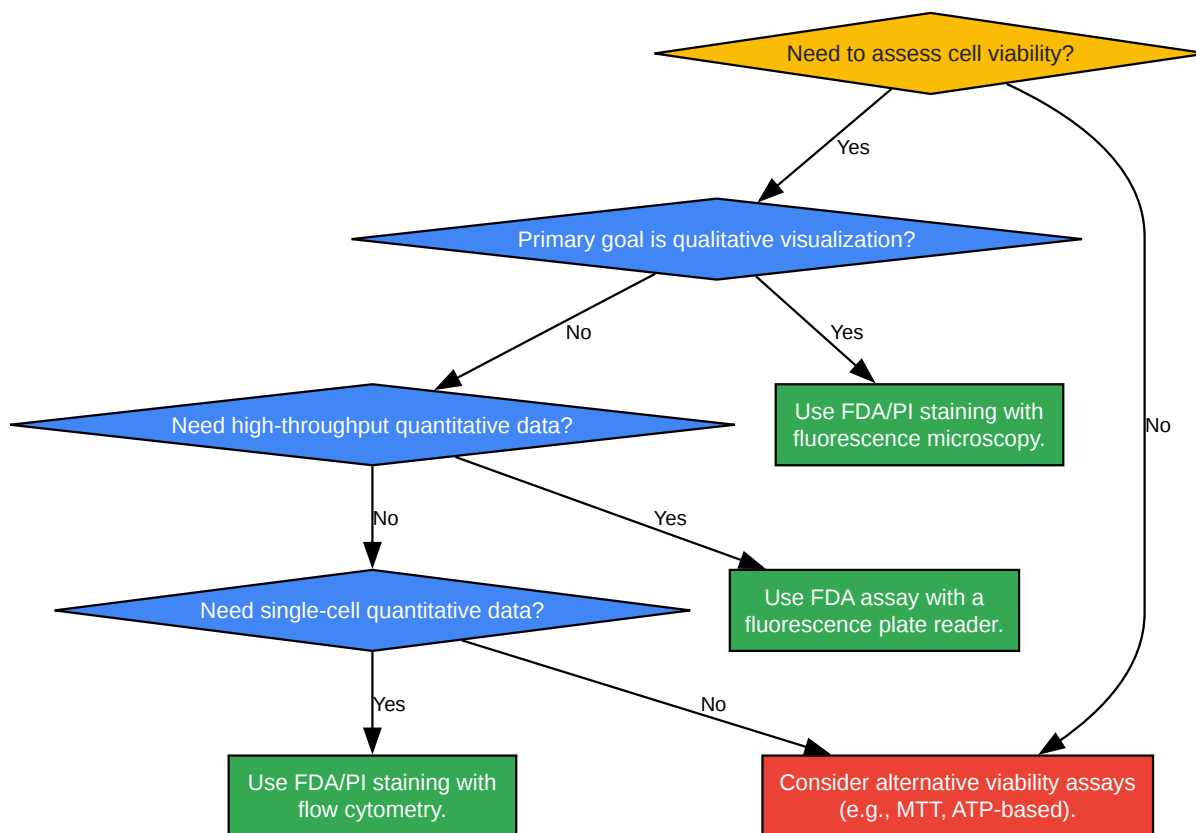 Need to assess cell viability?
Yes
Primary goal is qualitative visualization?
No
Yes
Use FDA/PI staining with
fluorescence microscopy.
No
Need high-throughput quantitative data?
No
Yes
Use FDA assay with a
fluorescence plate reader.
Need single-cell quantitative data?
Yes
No
Use FDA/PI staining with
flow cytometry.
Consider alternative viability assays
(e.g., MTT, ATP-based).